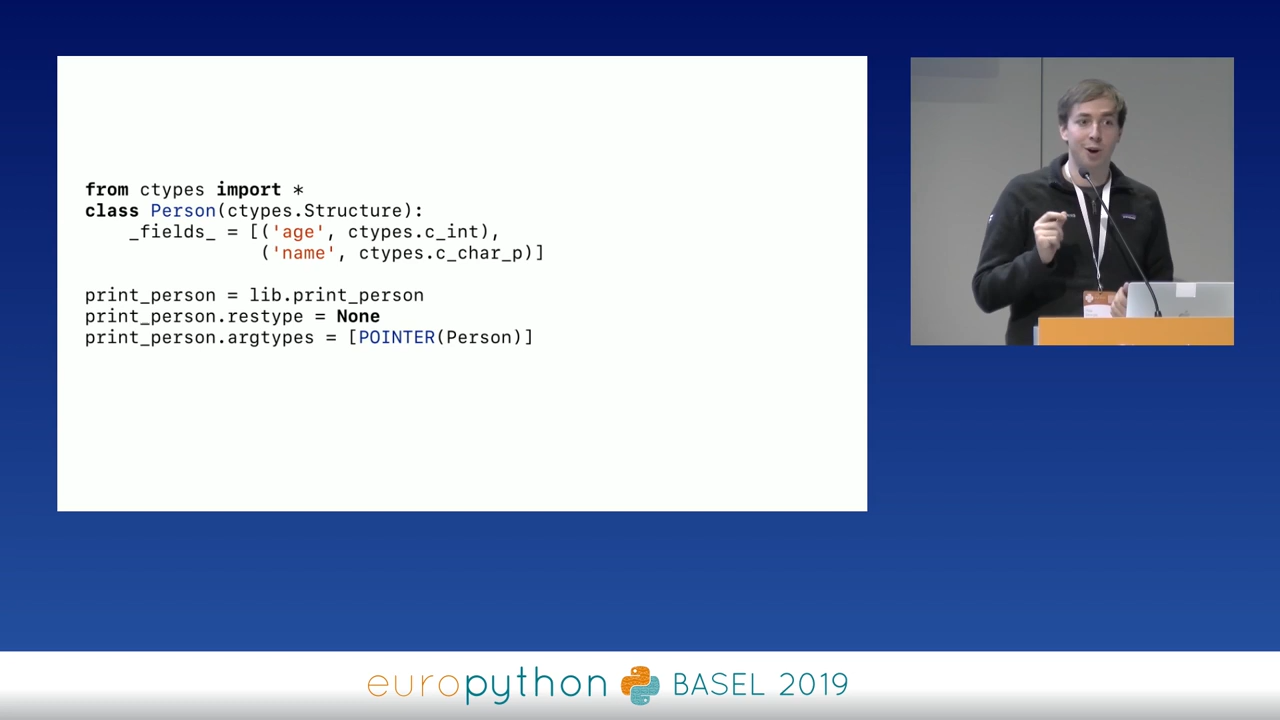 from ctypes import *
class Person(ctypes.Structure):
    _fields_ = [('age', ctypes.c_int),
                ('name', ctypes.c_char_p)]

print_person = lib.print_person
print_person.restype = None
print_person.argtypes = [POINTER(Person)]
europython BASEL 2019